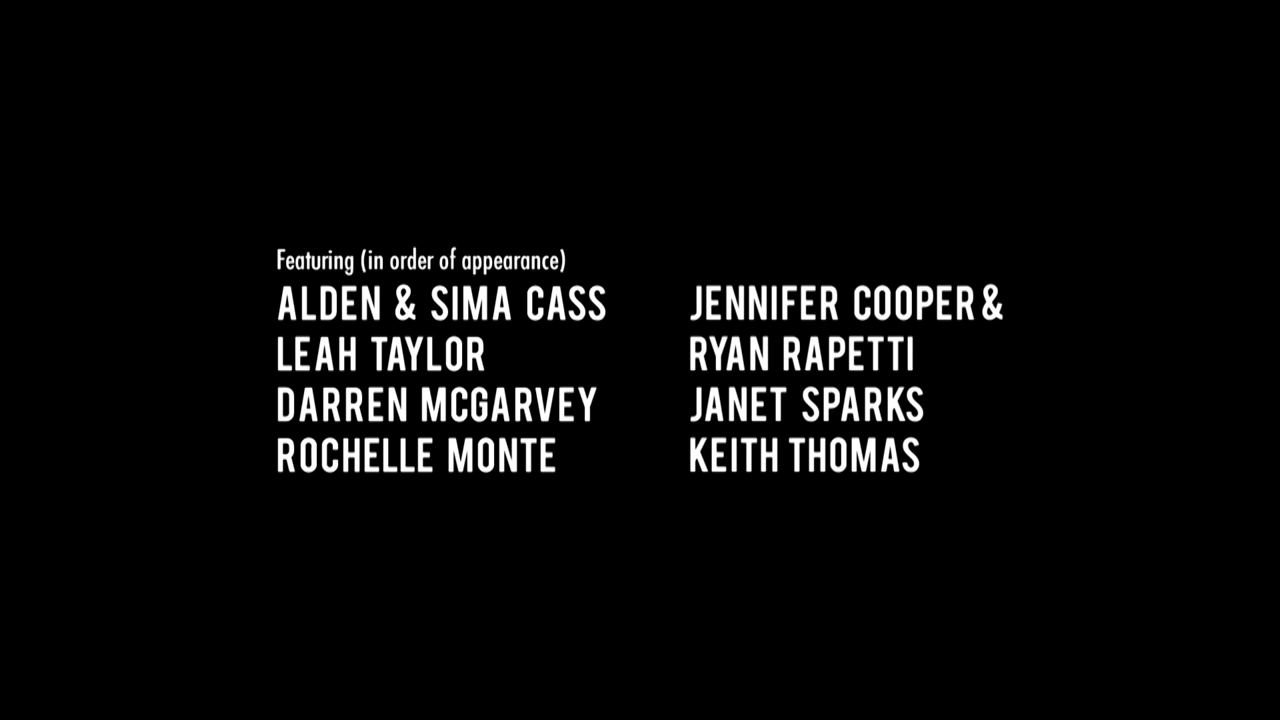 Featuring (in order of appearance)
ALDEN & SIMA CASS
LEAH TAYLOR
DARREN MCGARVEY
ROCHELLE MONTE
JENNIFER COOPER &
RYAN RAPETTI
JANET SPARKS
KEITH THOMAS